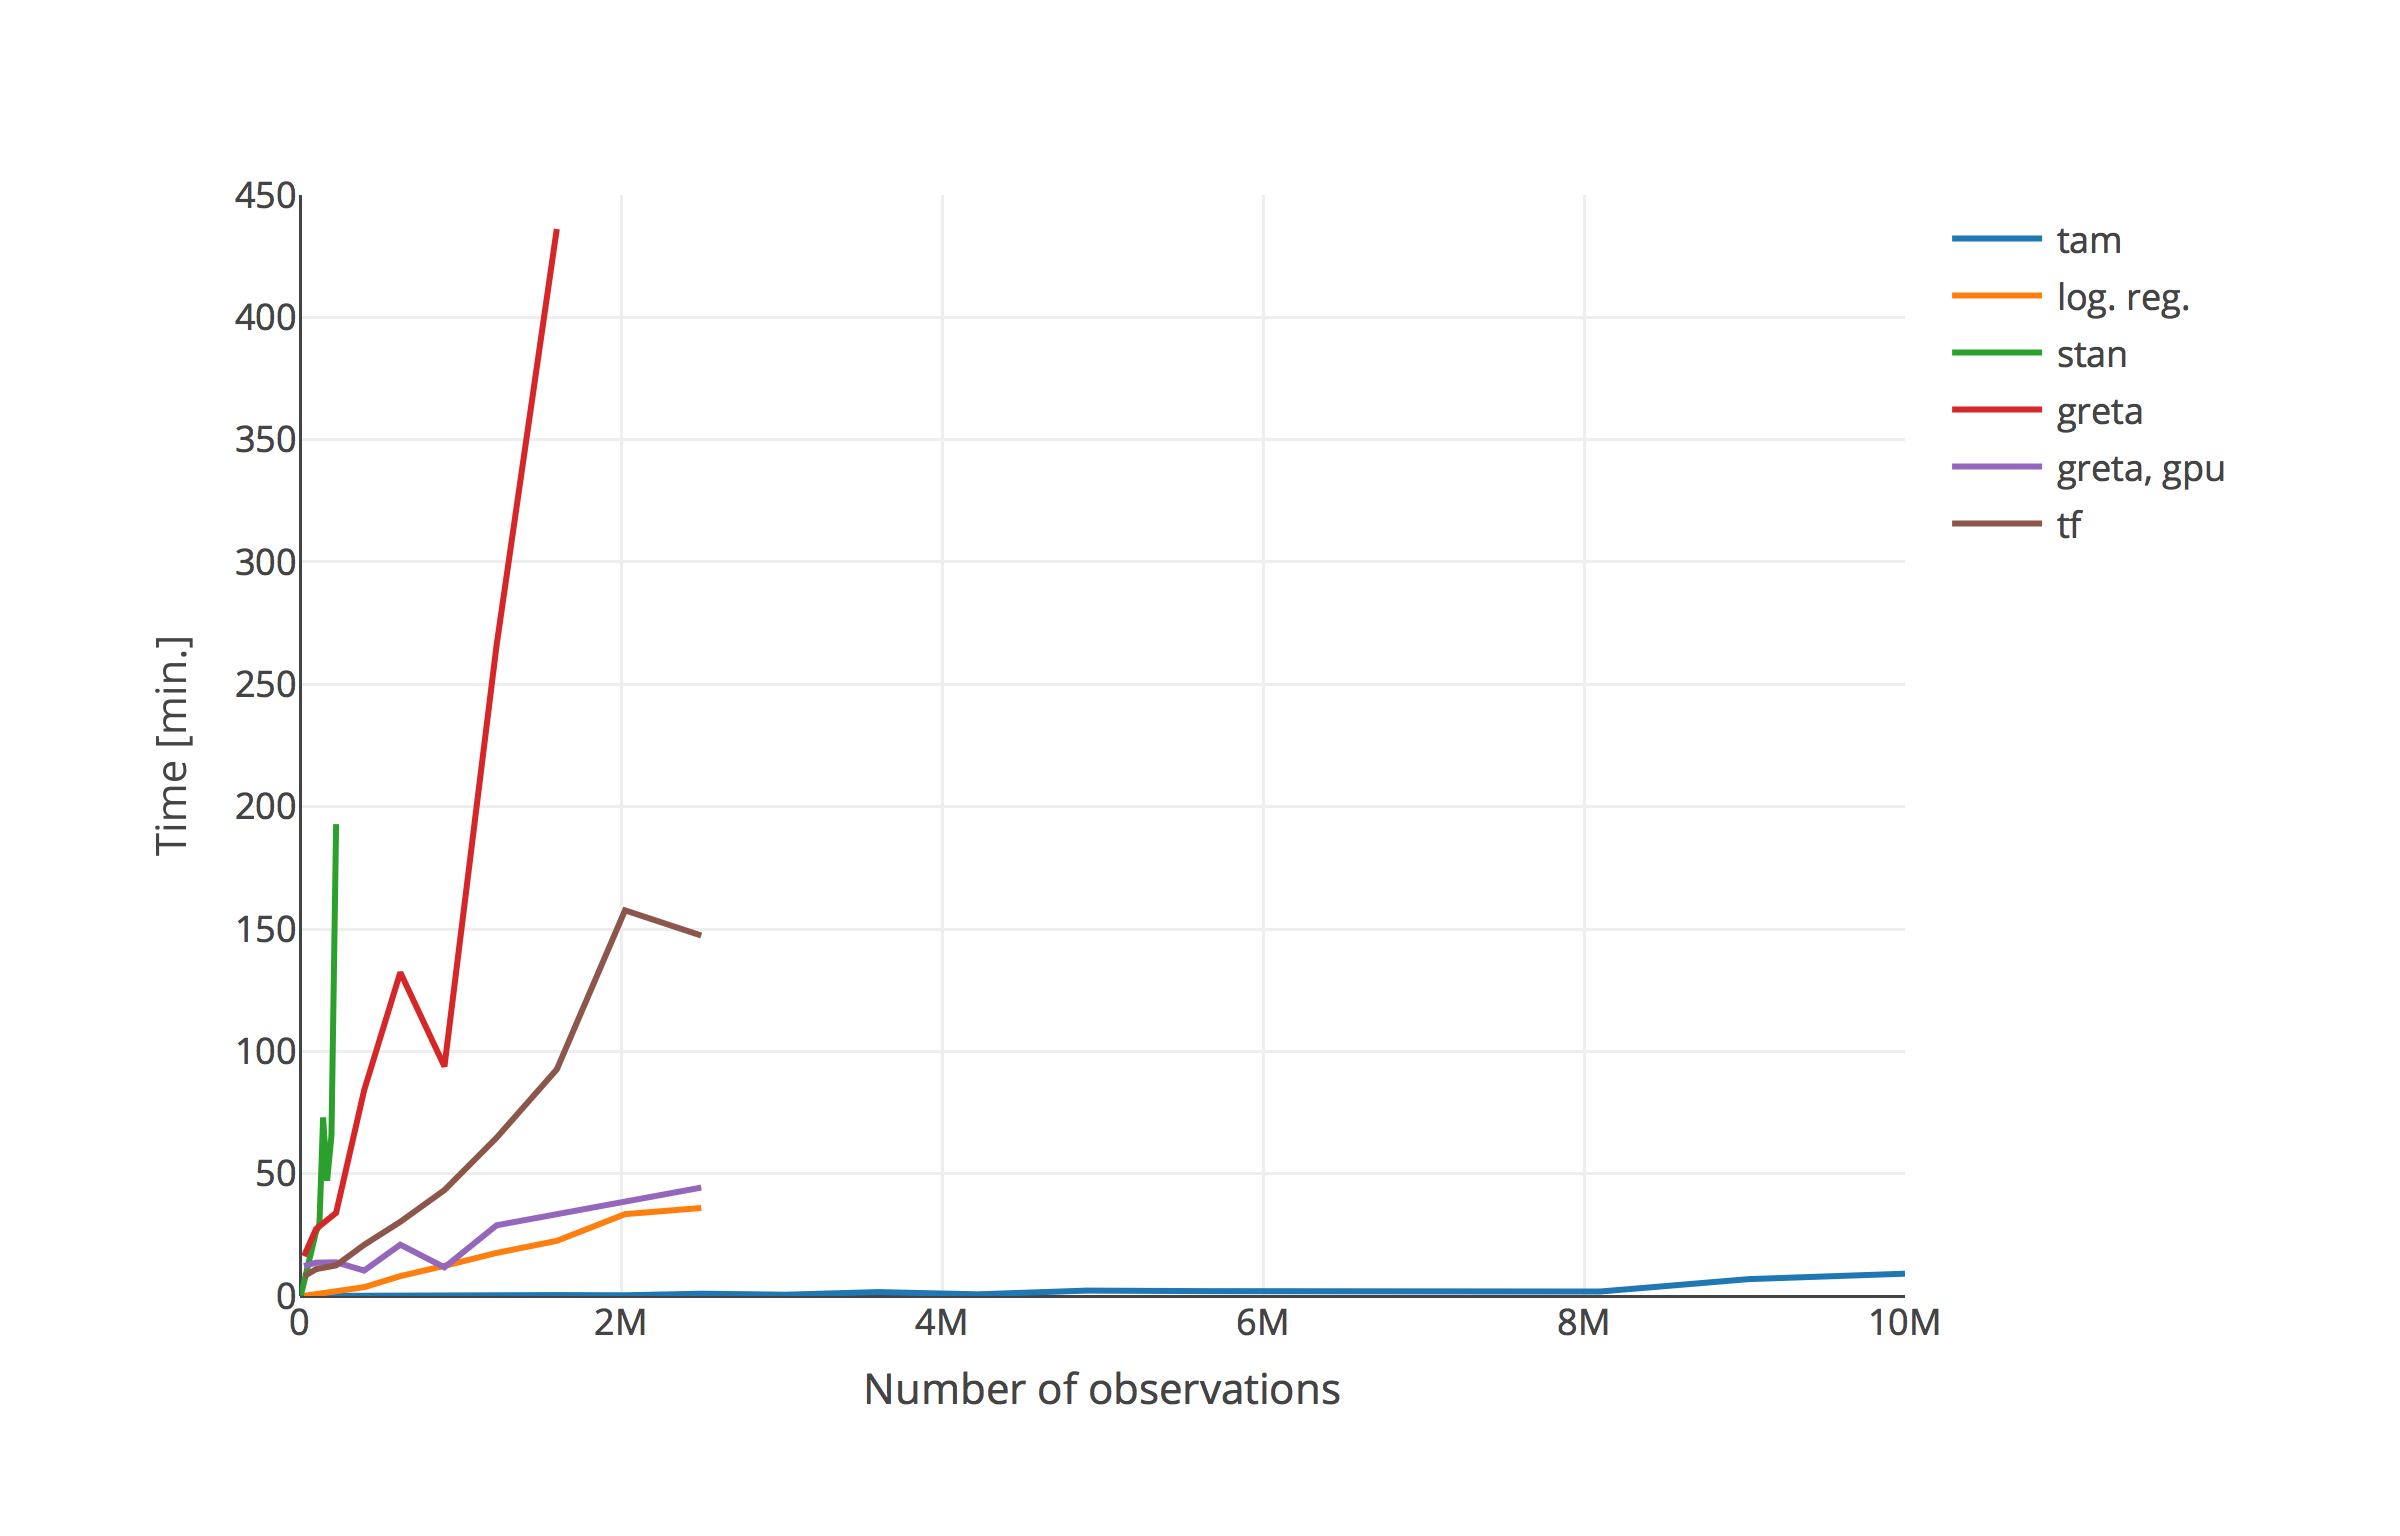 450
400
350
300
250
200
150
100
50
0
Time [min.]
0
2M
4M
6M
8M
10M
Number of observations
tam
log. reg.
stan
greta
greta, gpu
tf